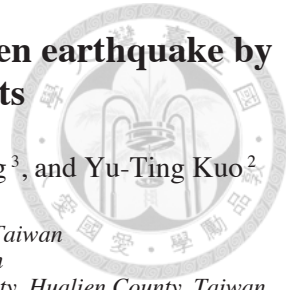 en earthquake by
ts
g ³, and Yu-Ting Kuo ²
Taiwan
n
ty, Hualien County, Taiwan